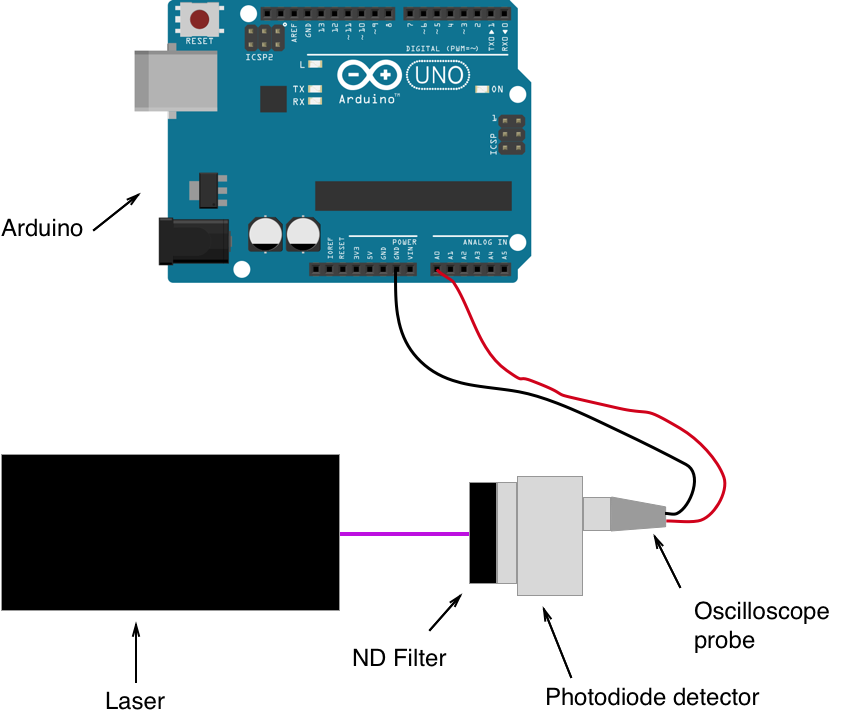 RESET
ICSP2
AREF
GND
13
12
~11
~10
~9
8
7
~6
~5
4
~3
2
TX0▶1
RX0◀0
DIGITAL (PWM=~)
L
TX
RX
UNO
Arduino™
ON
1
ICSP
Arduino
POWER
ANALOG IN
IOREF
RESET
3V3
5V
GND
GND
VIN
A0
A1
A2
A3
A4
A5
Oscilloscope
probe
ND Filter
Photodiode detector
Laser